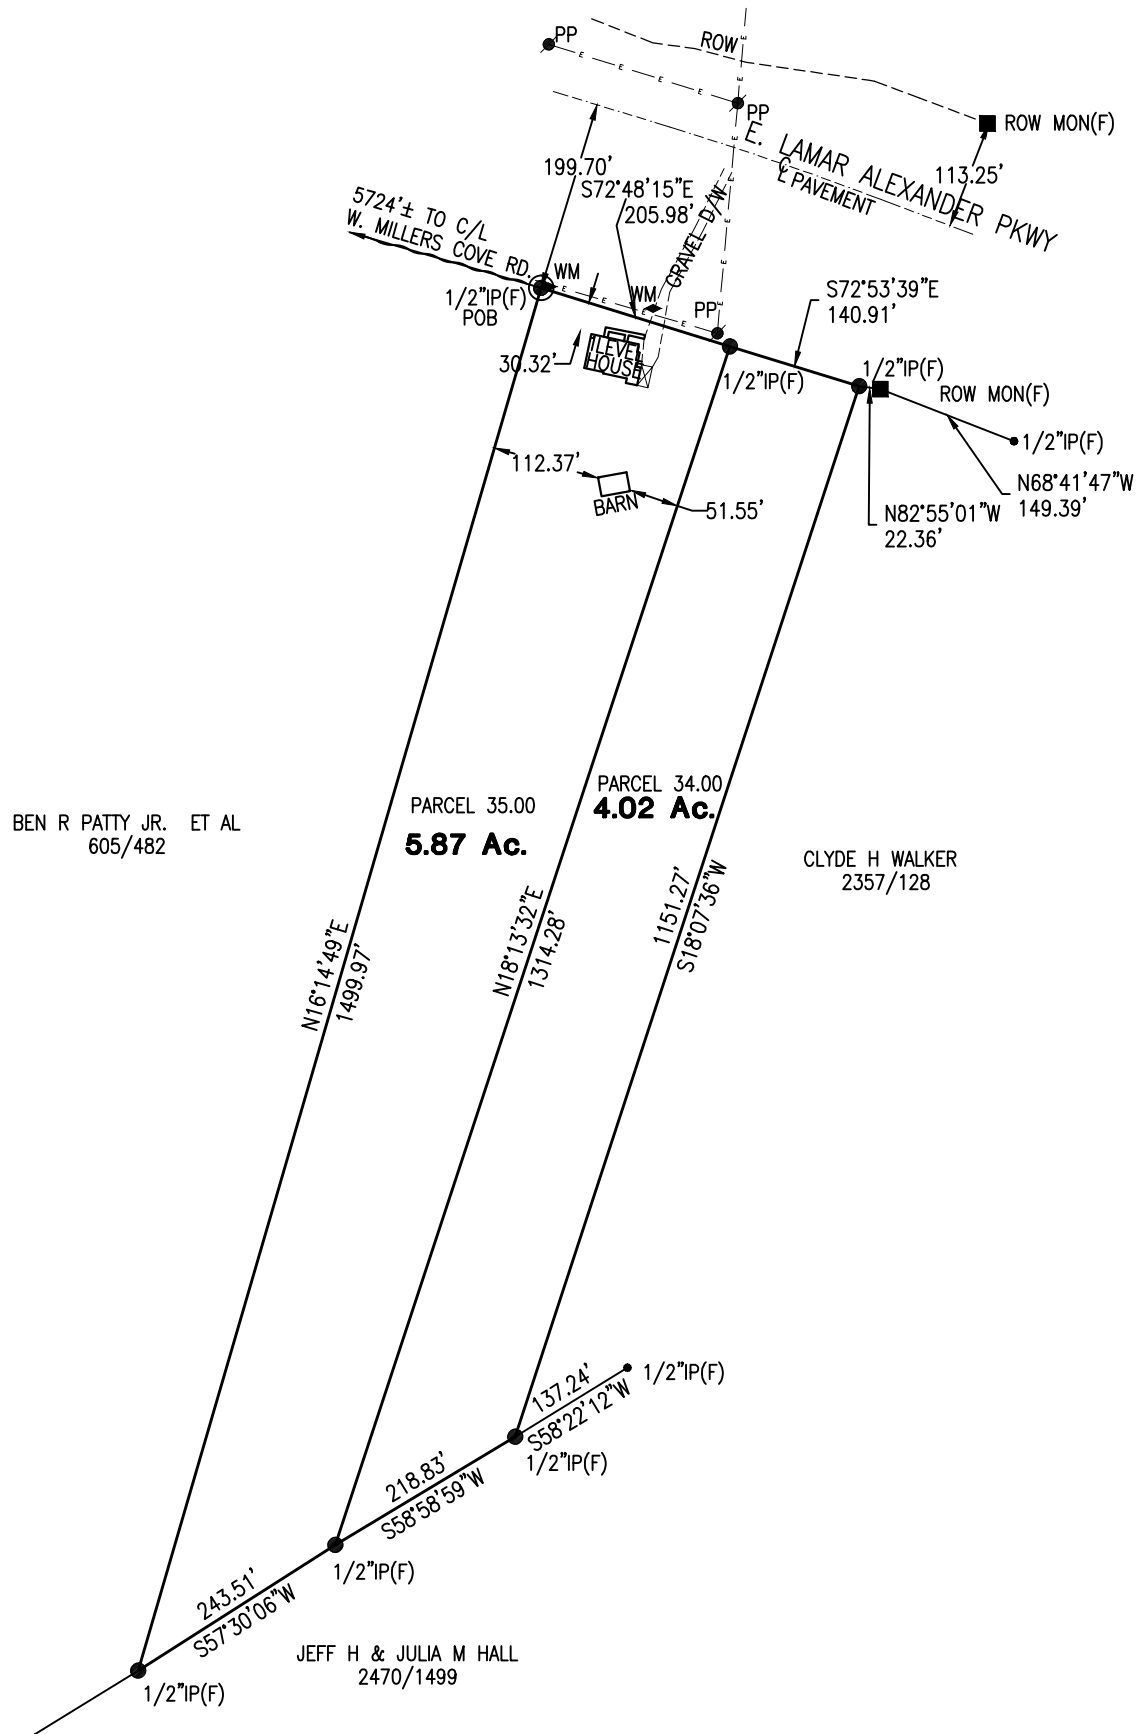 PP
ROW
E
E
E
E
E
PP
ROW MON(F)
E. LAMAR ALEXANDER PKWY
℄ PAVEMENT
113.25'
199.70'
S72°48'15"E
205.98'
GRAVEL D/W
5724'± TO C/L
W. MILLERS COVE RD.
WM
1/2"IP(F)
POB
WM
PP
E
E
E
E
E
S72°53'39"E
140.91'
1 LEVEL
HOUSE
30.32'
1/2"IP(F)
1/2"IP(F)
ROW MON(F)
1/2"IP(F)
N68°41'47"W
149.39'
N82°55'01"W
22.36'
112.37'
BARN
51.55'
PARCEL 35.00
5.87 Ac.
PARCEL 34.00
4.02 Ac.
BEN R PATTY JR. ET AL
605/482
CLYDE H WALKER
2357/128
N16°14'49"E
1499.97'
N18°13'32"E
1314.28'
1151.27'
S18°07'36"W
137.24'
S58°22'12"W
1/2"IP(F)
1/2"IP(F)
218.83'
S58°58'59"W
1/2"IP(F)
243.51'
S57°30'06"W
1/2"IP(F)
JEFF H & JULIA M HALL
2470/1499